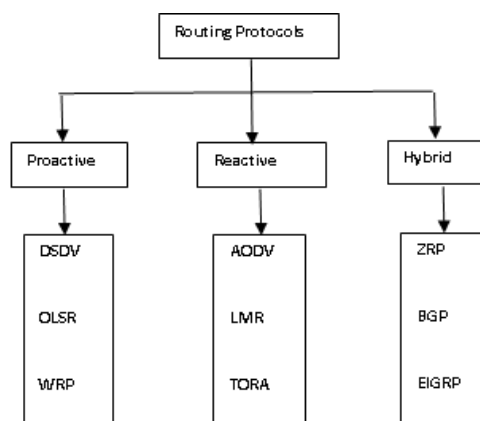 Routing Protocols
Proactive
Reactive
Hybrid
DSDV
OLSR
WRP
AODV
LMR
TORA
ZRP
BGP
EIGRP